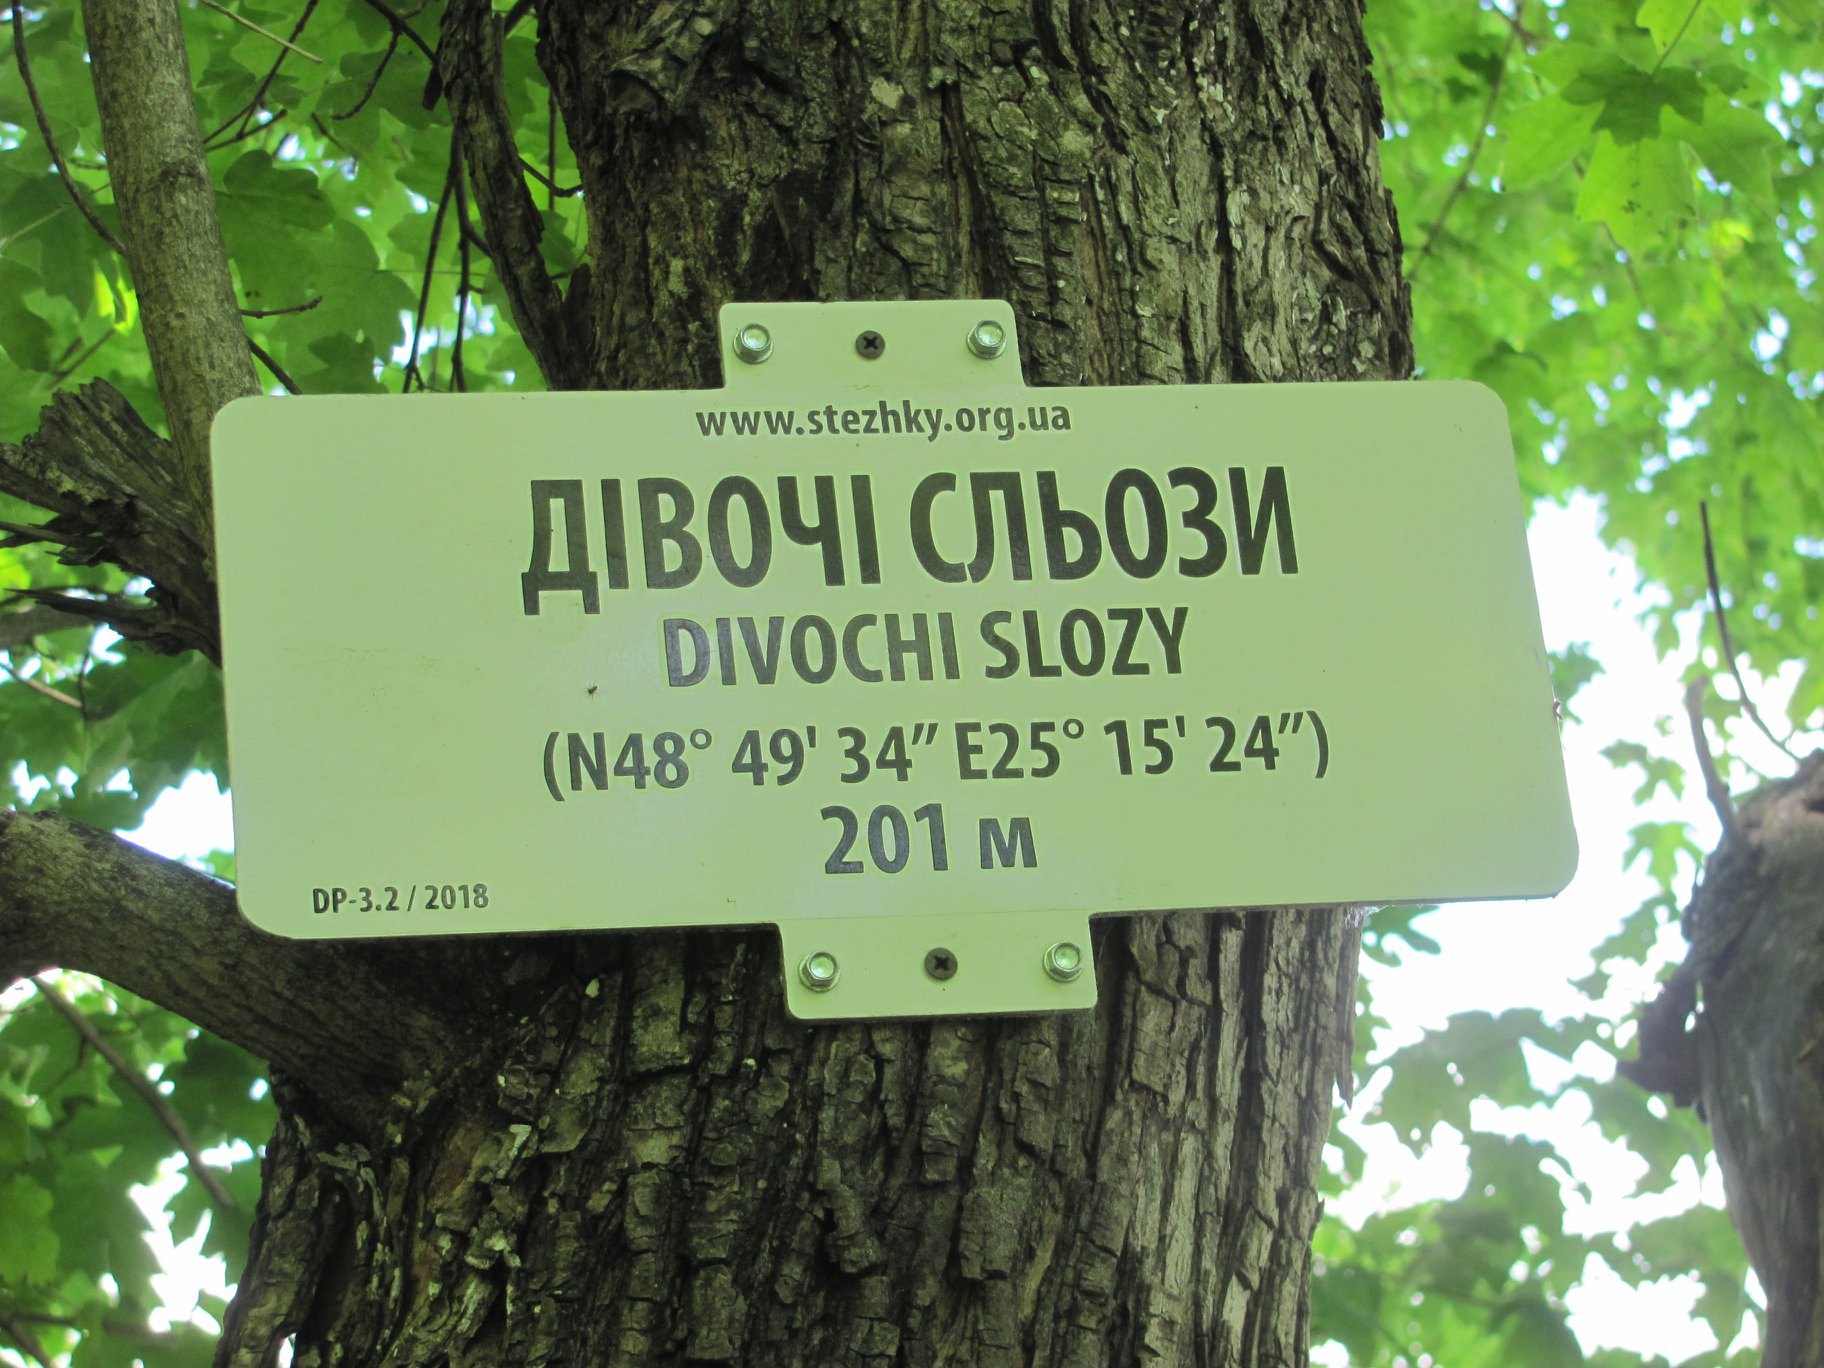 www.stezhky.org.ua
ДІВОЧІ СЛЬОЗИ
DIVOCHI SLOZY
(N48° 49' 34” E25° 15' 24”)
201 м
DP-3.2 / 2018